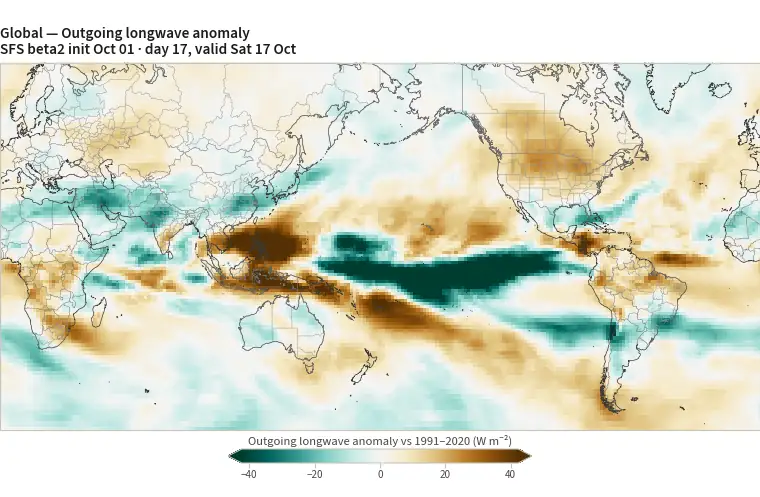 Global — Outgoing longwave anomaly
SFS beta2 init Oct 01 · day 17, valid Sat 17 Oct
Outgoing longwave anomaly vs 1991–2020 (W m⁻²)
−40 −20 0 20 40